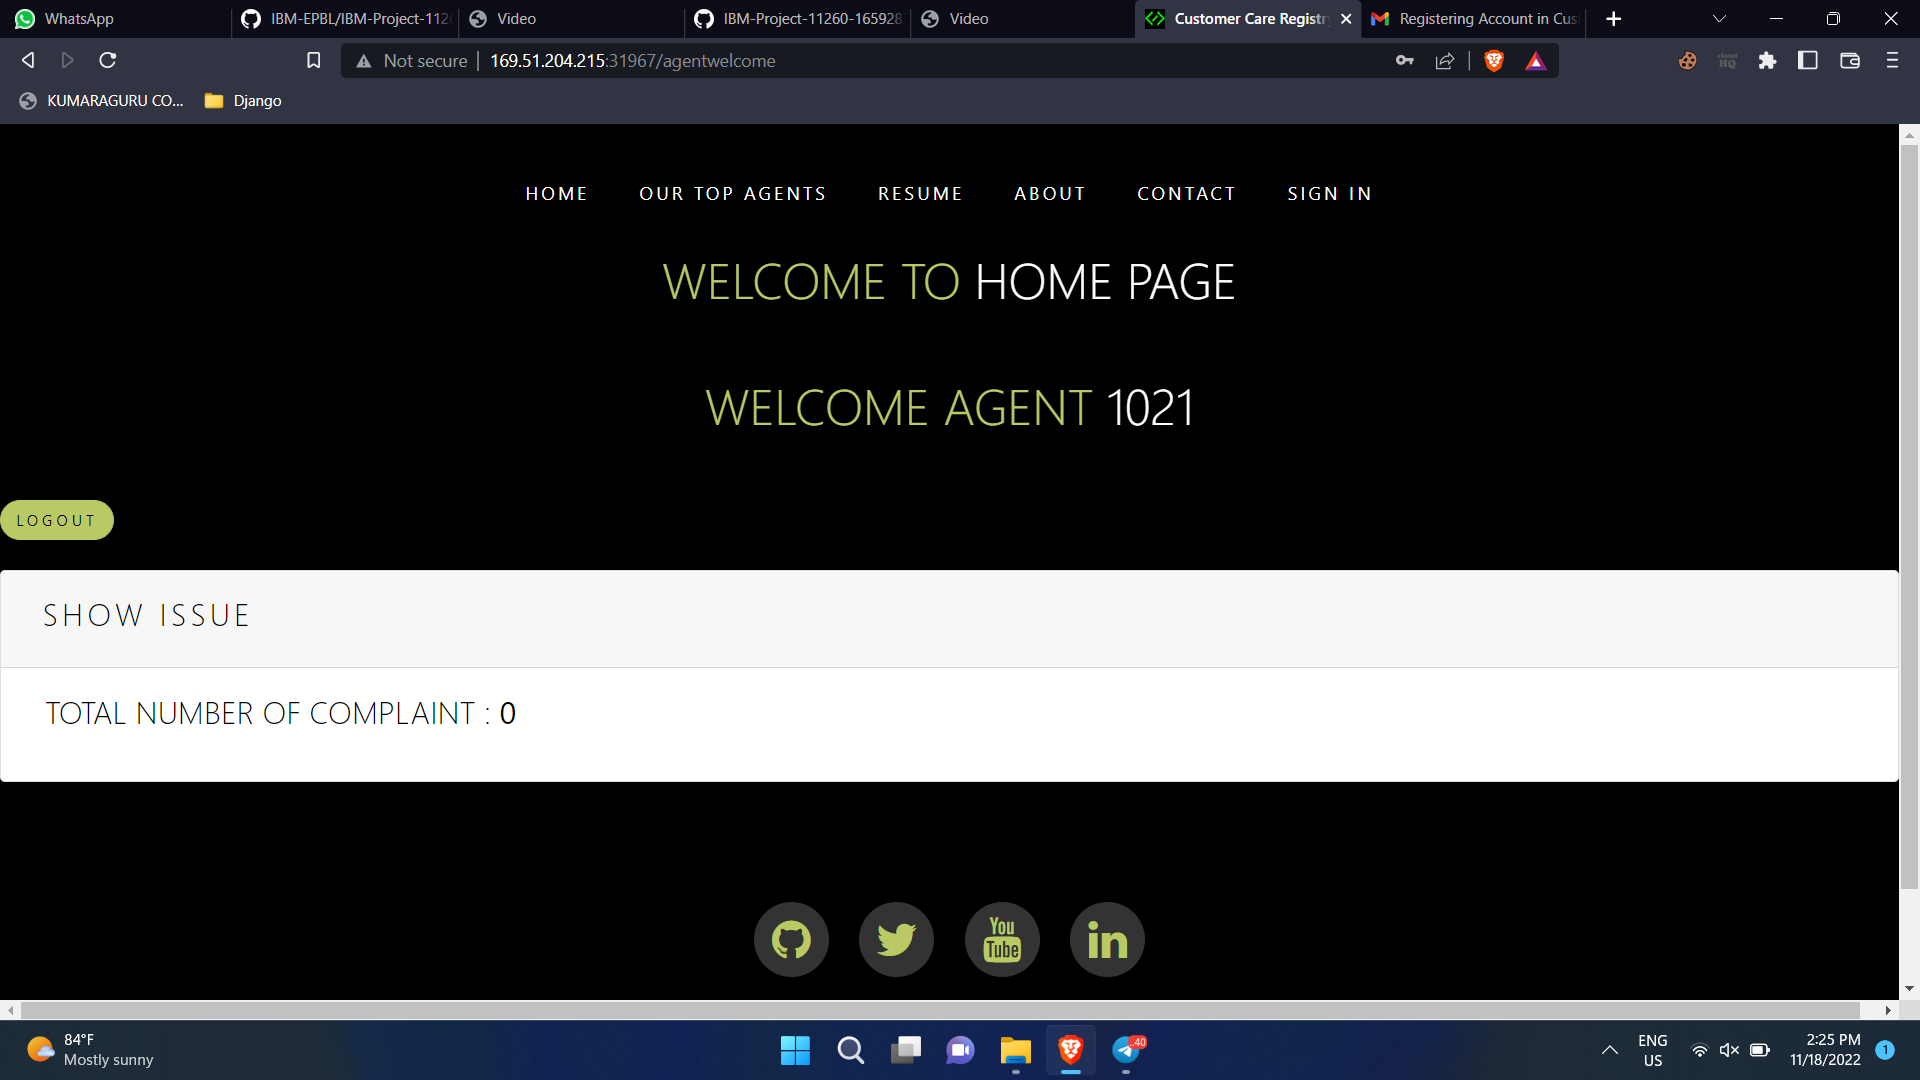 WhatsApp
IBM-EPBL/IBM-Project-112
Video
IBM-Project-11260-165928
Video
Customer Care Registr
Registering Account in Cus
Not secure
169.51.204.215:31967/agentwelcome
cloud
HQ
KUMARAGURU CO...
Django
HOME
OUR TOP AGENTS
RESUME
ABOUT
CONTACT
SIGN IN
WELCOME TO HOME PAGE
WELCOME AGENT 1021
LOGOUT
SHOW ISSUE
TOTAL NUMBER OF COMPLAINT : 0
You
Tube
in
84°F
Mostly sunny
40
ENG
US
2:25 PM
11/18/2022
1